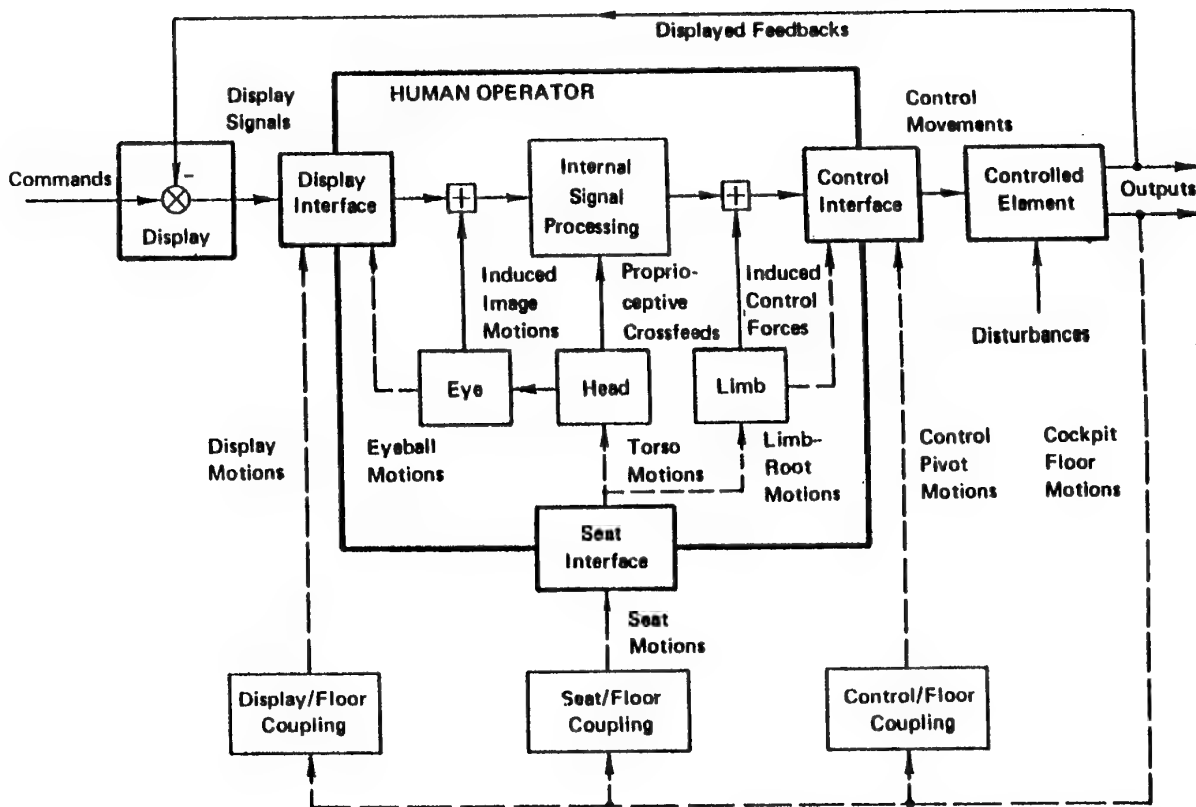 Displayed Feedbacks
HUMAN OPERATOR
Display
Signals
Control
Movements
Commands
-
Display
Display
Interface
+
Internal
Signal
Processing
+
Control
Interface
Controlled
Element
Outputs
Induced
Image
Motions
Proprio-
ceptive
Crossfeeds
Induced
Control
Forces
Disturbances
Eye
Head
Limb
Display
Motions
Eyeball
Motions
Torso
Motions
Limb-
Root
Motions
Control
Pivot
Motions
Cockpit
Floor
Motions
Seat
Interface
Seat
Motions
Display/Floor
Coupling
Seat/Floor
Coupling
Control/Floor
Coupling